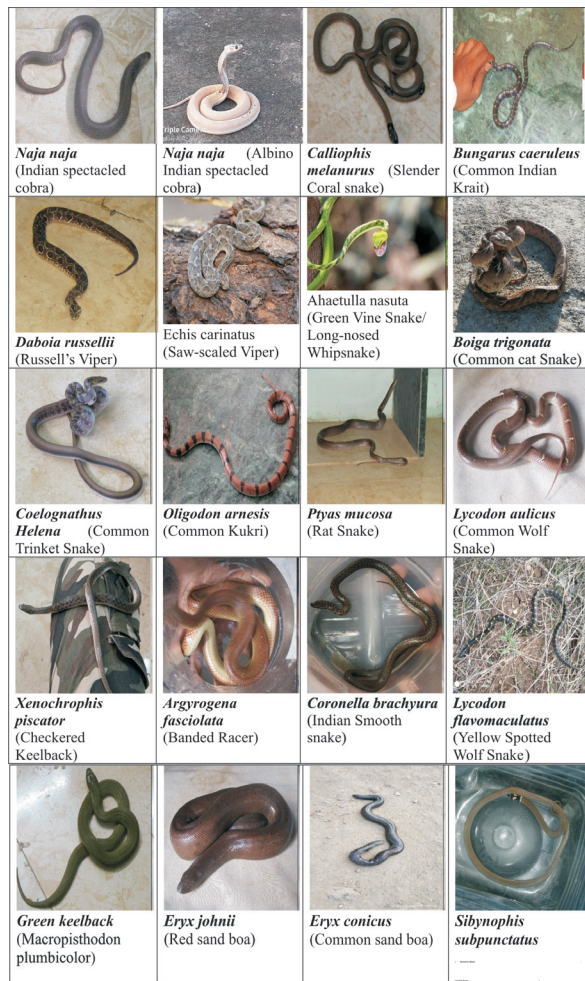 Triple Camera
Naja naja
(Indian spectacled
cobra)
Naja naja (Albino
Indian spectacled
cobra)
Calliophis
melanurus (Slender
Coral snake)
Bungarus caeruleus
(Common Indian
Krait)
Daboia russellii
(Russell's Viper)
Echis carinatus
(Saw-scaled Viper)
Ahaetulla nasuta
(Green Vine Snake/
Long-nosed
Whipsnake)
Boiga trigonata
(Common cat Snake)
Coelognathus
Helena (Common
Trinket Snake)
Oligodon arnesis
(Common Kukri)
Ptyas mucosa
(Rat Snake)
Lycodon aulicus
(Common Wolf
Snake)
Xenochrophis
piscator
(Checkered
Keelback)
Argyrogena
fasciolata
(Banded Racer)
Coronella brachyura
(Indian Smooth
snake)
Lycodon
flavomaculatus
(Yellow Spotted
Wolf Snake)
Green keelback
(Macropisthodon
plumbicolor)
Eryx johnii
(Red sand boa)
Eryx conicus
(Common sand boa)
Sibynophis
subpunctatus